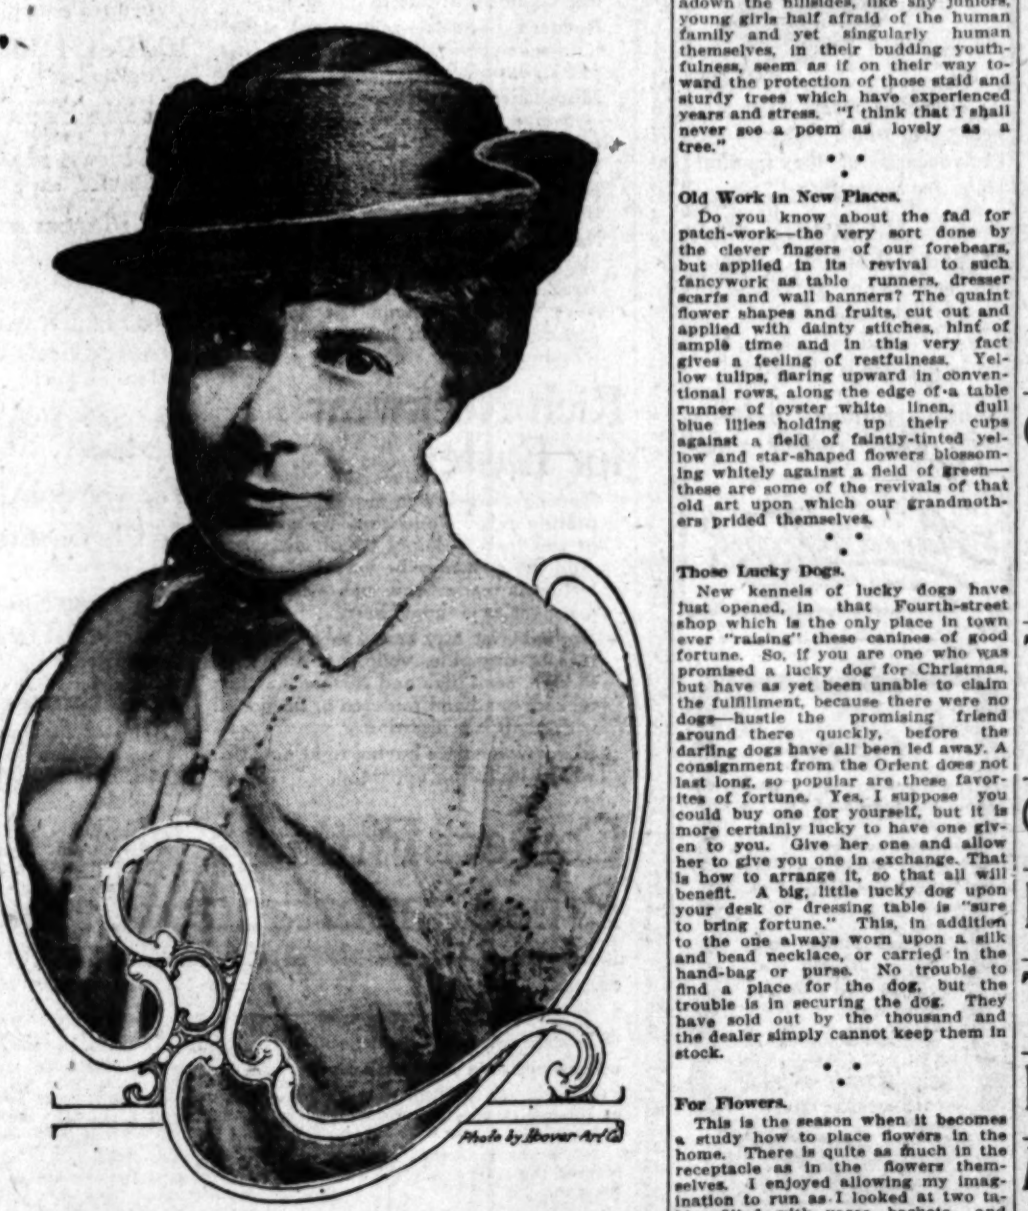 Photo by Hoover Art Co
adown the hillsides, like shy juniors,
young girls half afraid of the human
family and yet singularly human
themselves, in their budding youth-
fulness, seem as if on their way to-
ward the protection of those staid and
sturdy trees which have experienced
years and stress. "I think that I shall
never see a poem as lovely as a
tree."
Old Work in New Places.
Do you know about the fad for
patch-work—the very sort done by
the clever fingers of our forebears,
but applied in its revival to such
fancywork as table runners, dresser
scarfs and wall banners? The quaint
flower shapes and fruits, cut out and
applied with dainty stitches, hint of
ample time and in this very fact
gives a feeling of restfulness. Yel-
low tulips, flaring upward in conven-
tional rows, along the edge of a table
runner of oyster white linen, dull
blue lilies holding up their cups
against a field of faintly-tinted yel-
low and star-shaped flowers blossom-
ing whitely against a field of green—
these are some of the revivals of that
old art upon which our grandmoth-
ers prided themselves.
Those Lucky Dogs.
New kennels of lucky dogs have
just opened, in that Fourth-street
shop which is the only place in town
ever "raising" these canines of good
fortune. So, if you are one who was
promised a lucky dog for Christmas,
but have as yet been unable to claim
the fulfillment, because there were no
dogs—hustle the promising friend
around there quickly, before the
darling dogs have all been led away. A
consignment from the Orient does not
last long, so popular are these favor-
ites of fortune. Yes, I suppose you
could buy one for yourself, but it is
more certainly lucky to have one giv-
en to you. Give her one and allow
her to give you one in exchange. That
is how to arrange it, so that all will
benefit. A big, little lucky dog upon
your desk or dressing table is "sure
to bring fortune." This, in addition
to the one always worn upon a silk
and bead necklace, or carried in the
hand-bag or purse. No trouble to
find a place for the dog, but the
trouble is in securing the dog. They
have sold out by the thousand and
the dealer simply cannot keep them in
stock.
For Flowers.
This is the season when it becomes
a study how to place flowers in the
home. There is quite as much in the
receptacle as in the flowers them-
selves. I enjoyed allowing my imag-
ination to run as I looked at two ta-